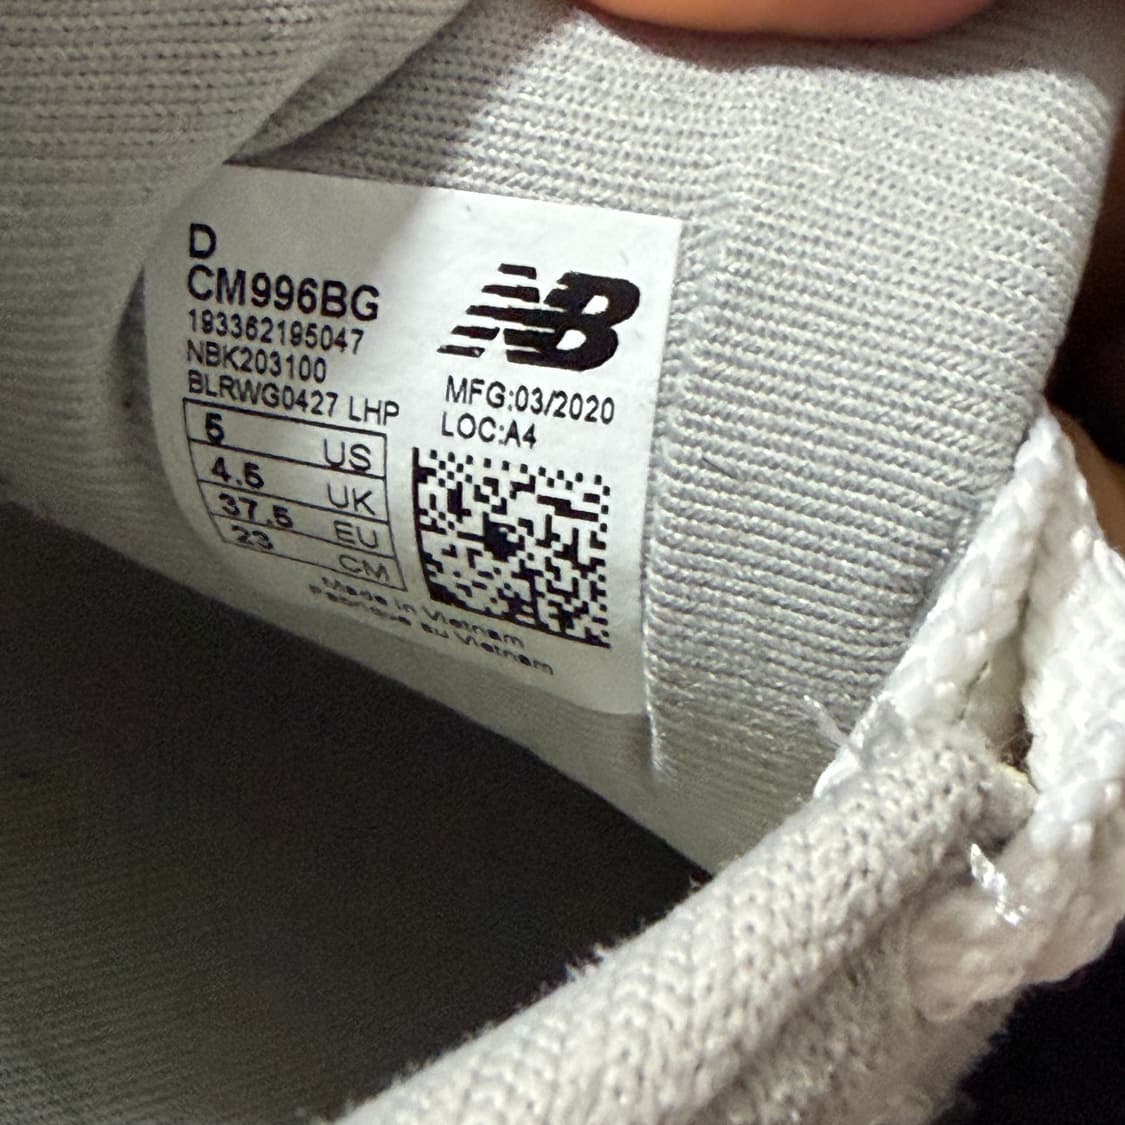 D
CM996BG
193362195047
NBK203100
BLRWG0427 LHP
5 US
4.5 UK
37.5 EU
23 CM
NB
MFG:03/2020
LOC:A4
Made in Vietnam
Fabriqué au Vietnam